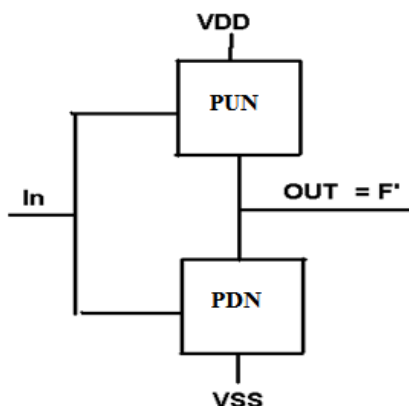 VDD
PUN
In
OUT = F'
PDN
VSS